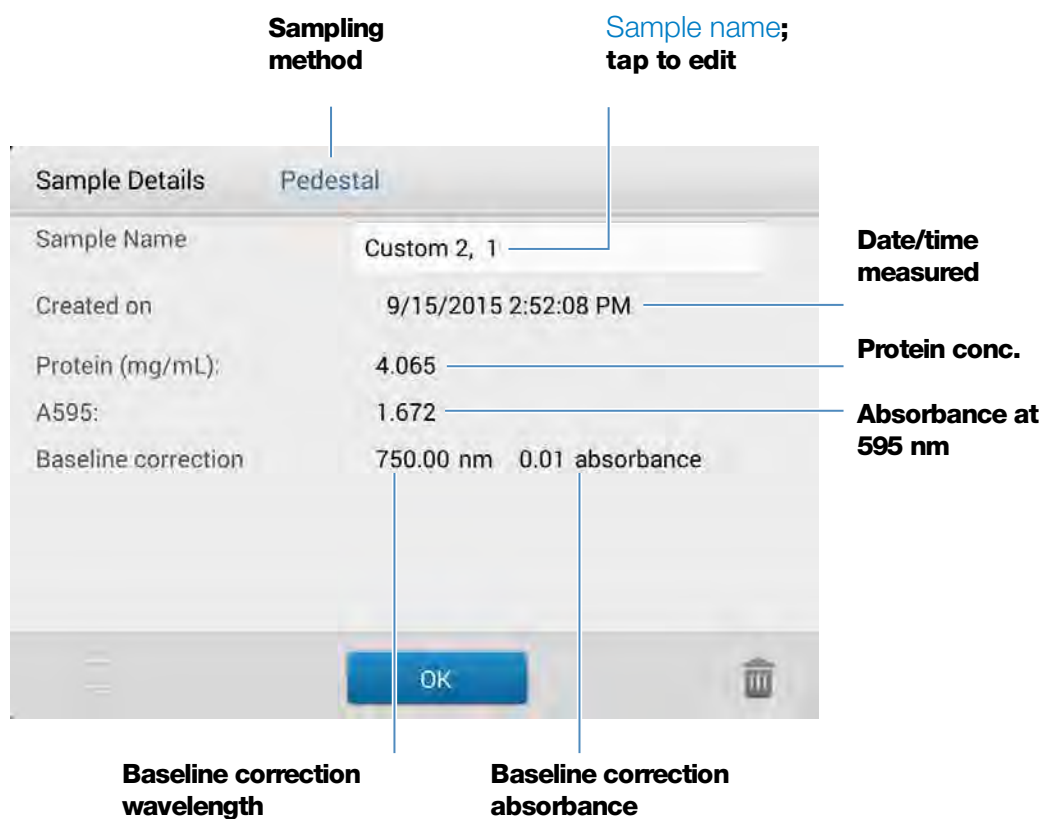 Sampling
method
Sample name;
tap to edit
Sample Details Pedestal
Sample Name Custom 2, 1
Date/time
measured
Created on 9/15/2015 2:52:08 PM
Protein (mg/mL): 4.065
Protein conc.
A595: 1.672
Absorbance at
595 nm
Baseline correction 750.00 nm 0.01 absorbance
OK
Baseline correction
wavelength
Baseline correction
absorbance